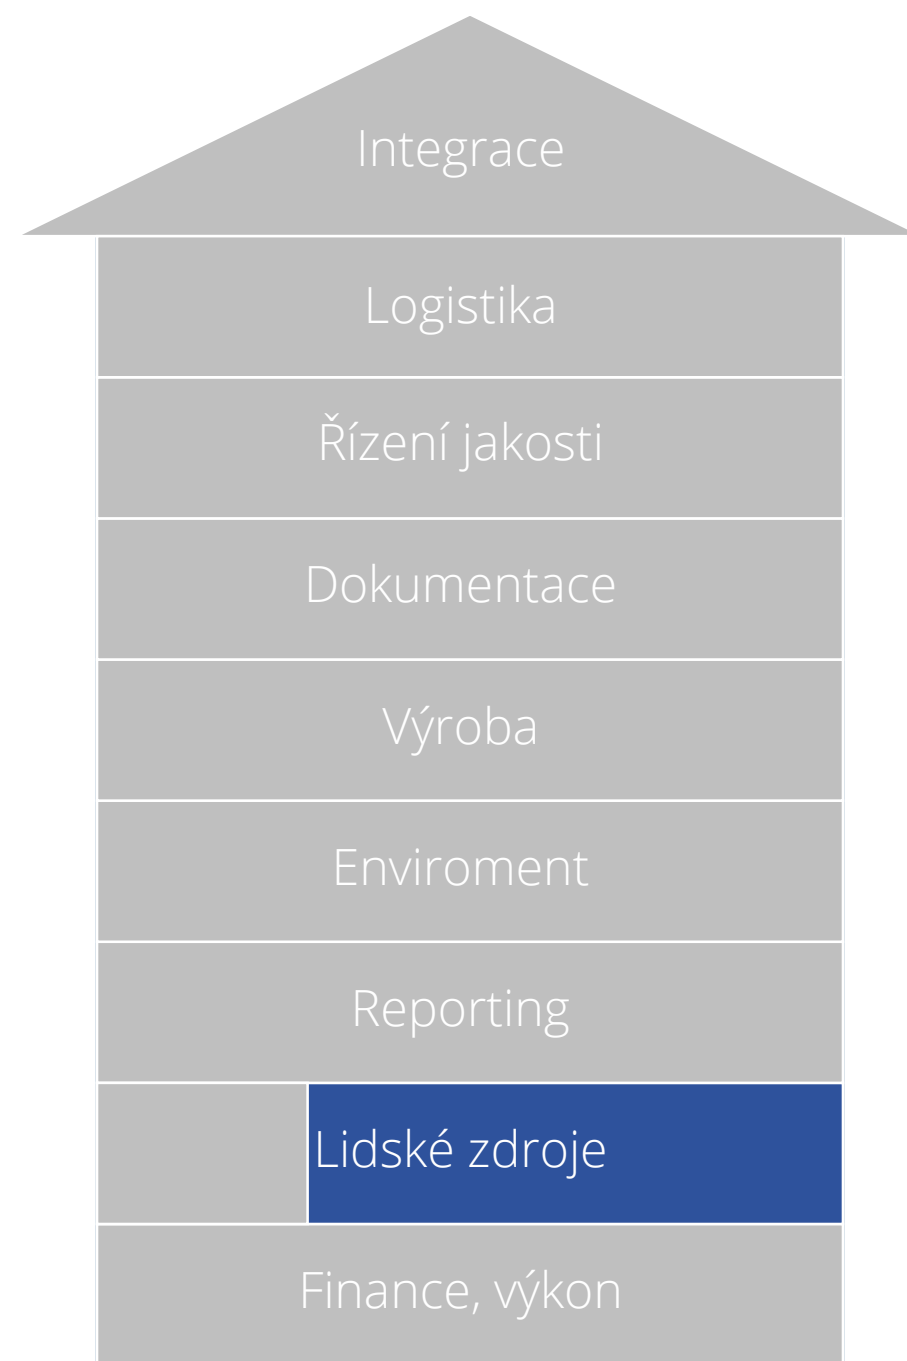 Integrace
Logistika
Řízení jakosti
Dokumentace
Výroba
Enviroment
Reporting
Lidské zdroje
Finance, výkon